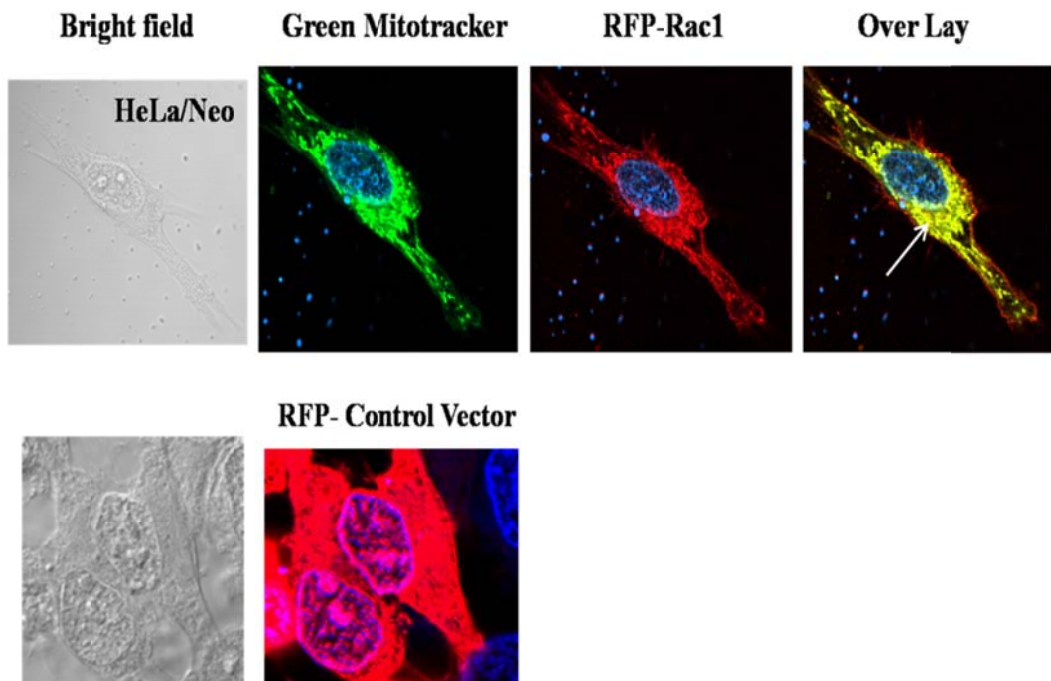 Bright field
Green Mitotracker
RFP-Rac1
Over Lay
HeLa/Neo
RFP- Control Vector